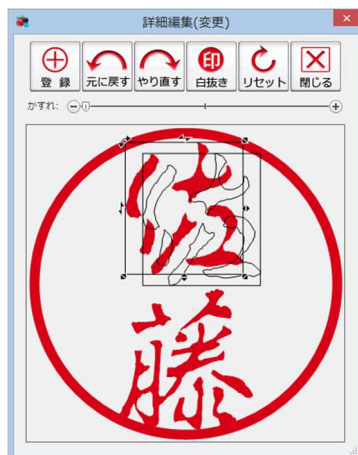 詳細編集(変更)
印
登 録 元に戻す やり直す 白抜き リセット 閉じる
かすれ:
佐
藤